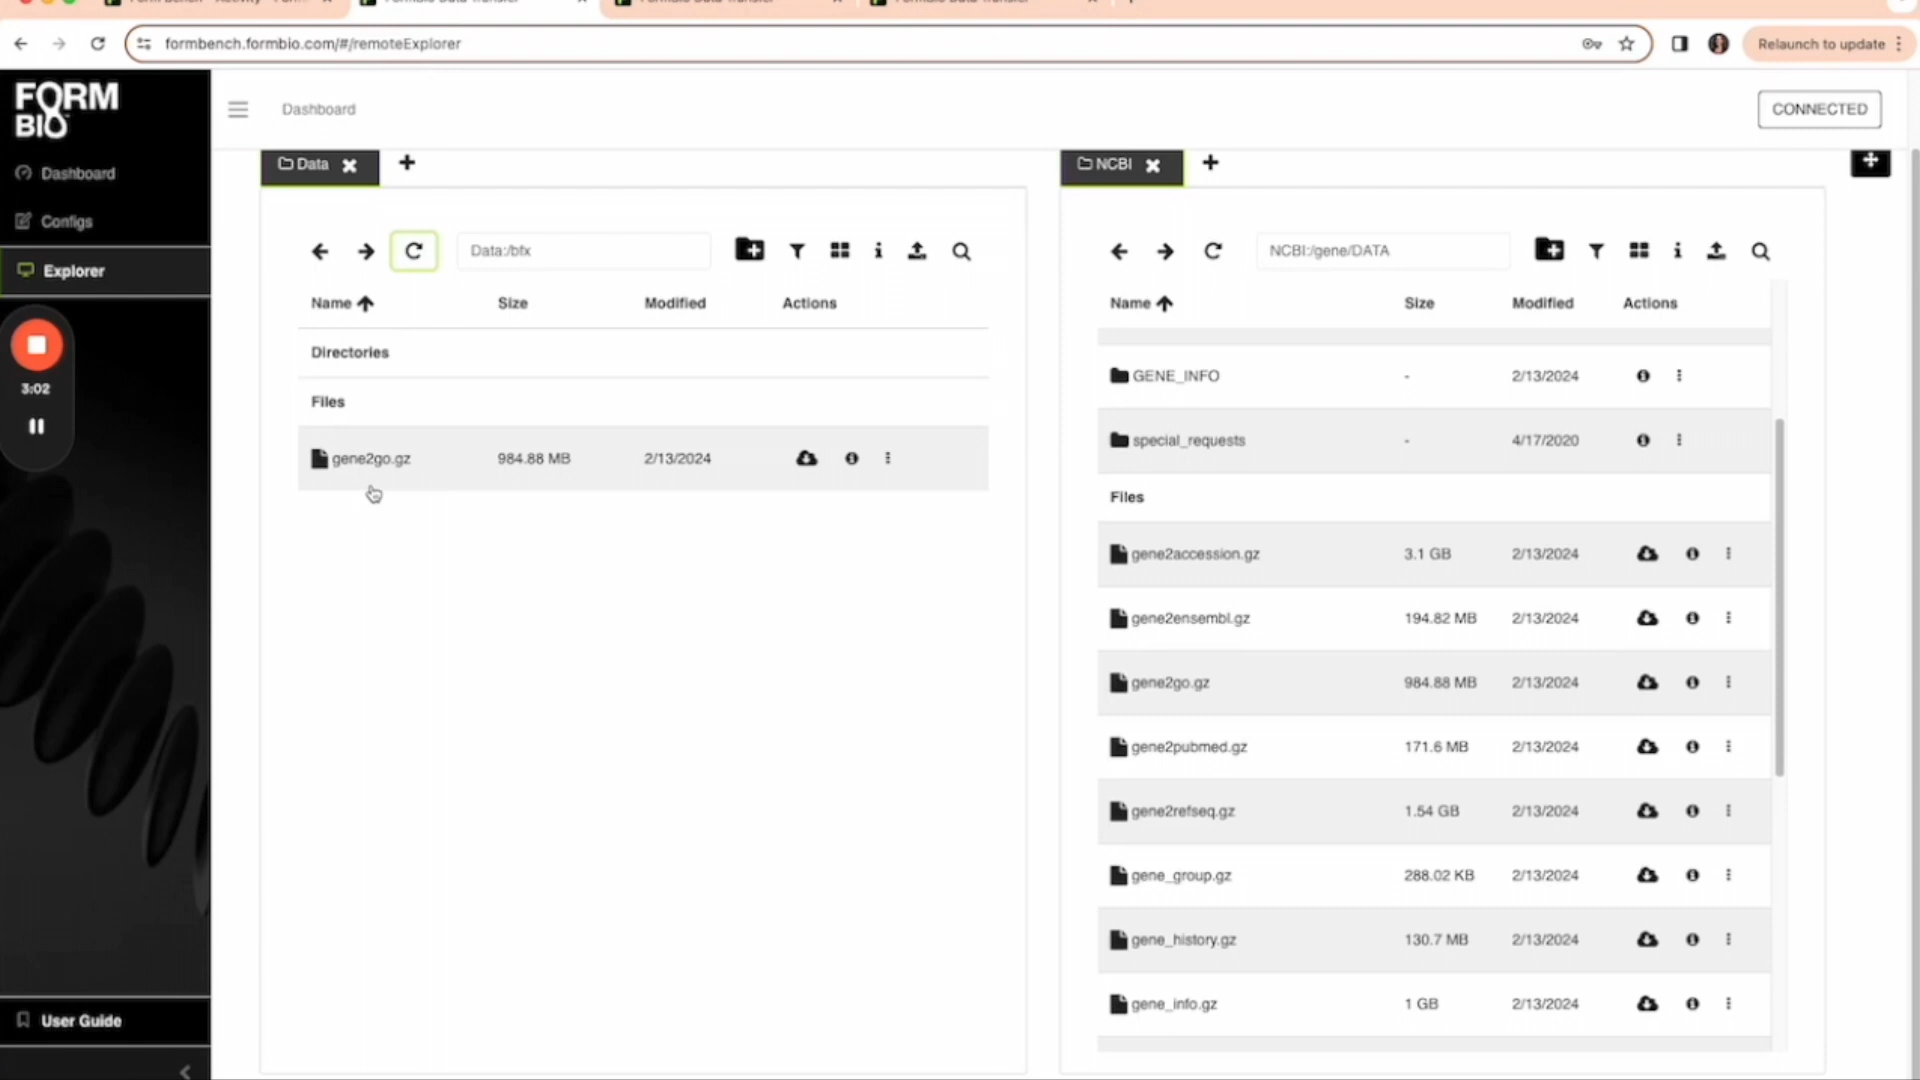 formbench.formbio.com/#/remoteExplorer
Relaunch to update
FORM
BIO
Dashboard
CONNECTED
Data
NCBI
Dashboard
Configs
Explorer
3:02
User Guide
Data:/bfx
Name Size Modified Actions
Directories
Files
gene2go.gz 984.88 MB 2/13/2024
NCBI:/gene/DATA
Name Size Modified Actions
GENE_INFO - 2/13/2024
special_requests - 4/17/2020
Files
gene2accession.gz 3.1 GB 2/13/2024
gene2ensembl.gz 194.82 MB 2/13/2024
gene2go.gz 984.88 MB 2/13/2024
gene2pubmed.gz 171.6 MB 2/13/2024
gene2refseq.gz 1.54 GB 2/13/2024
gene_group.gz 288.02 KB 2/13/2024
gene_history.gz 130.7 MB 2/13/2024
gene_info.gz 1 GB 2/13/2024